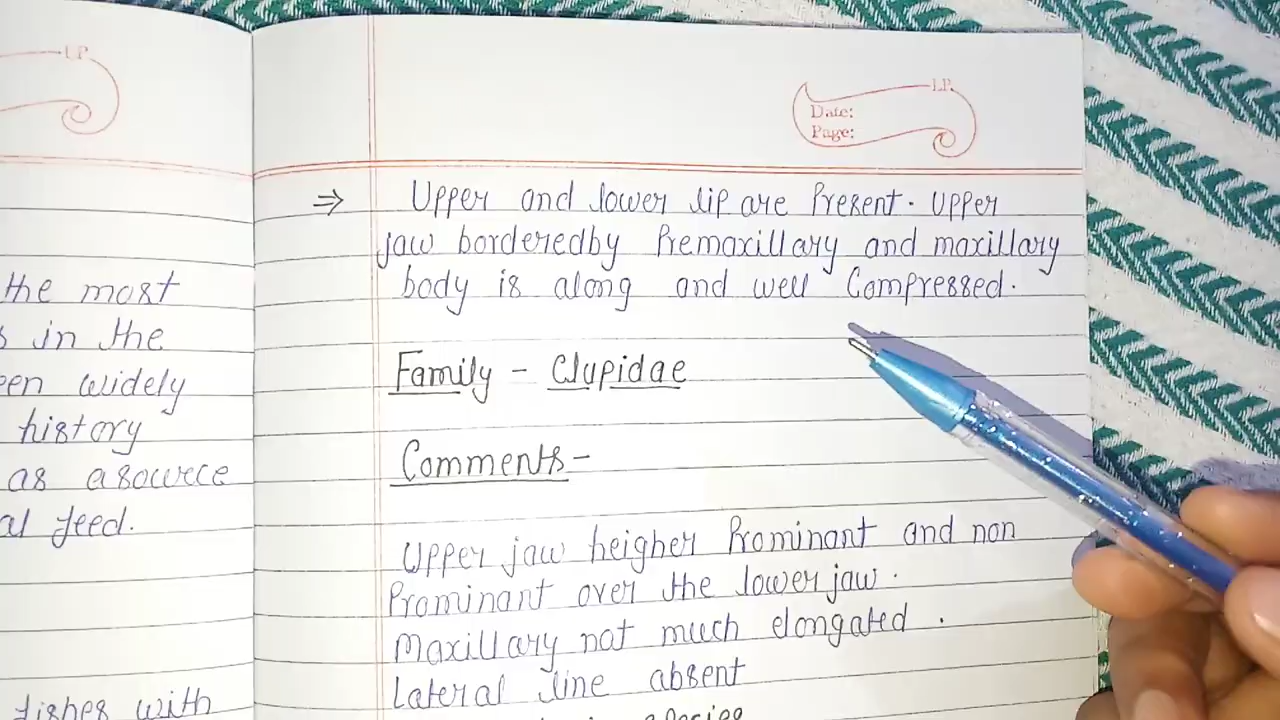 I.P.
the most
s in the
een widely
history
as asource
al feed.
fishes with
I.P.
Date:
Page:
⇒ Upper and lower lip are Present. Upper
jaw borderedby Premaxillary and maxillary
body is along and well Compressed.
Family - Clupidae
Comments-
Upper jaw heigher Prominant and non
Prominant over the lower jaw.
Maxillary not much elongated.
Lateral line absent